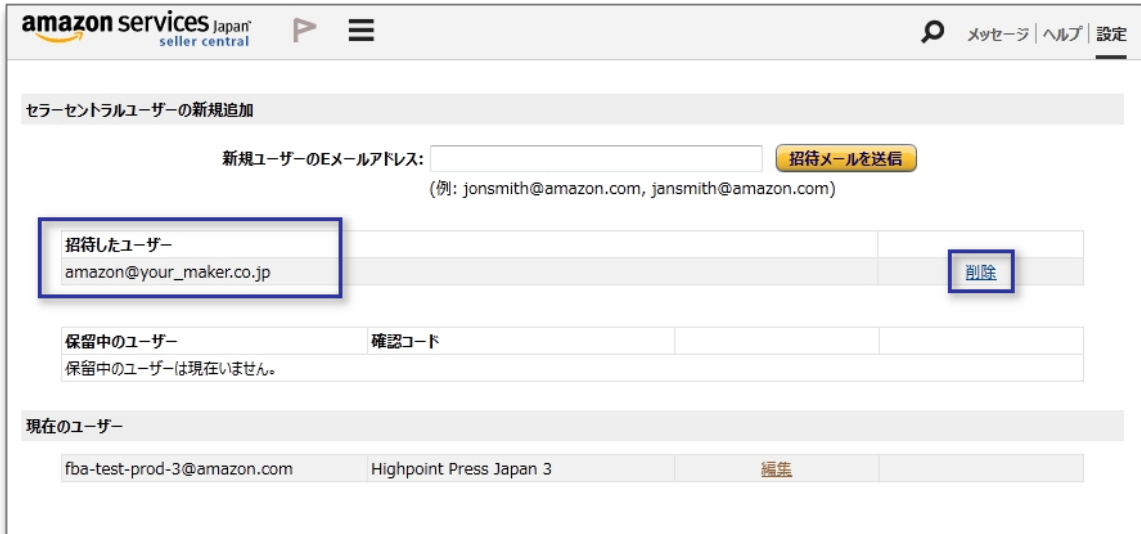 amazon services Japan
seller central
メッセージ | ヘルプ | 設定
セラーセントラルユーザーの新規追加
新規ユーザーのEメールアドレス: 招待メールを送信
(例: jonsmith@amazon.com, jansmith@amazon.com)
招待したユーザー
amazon@your_maker.co.jp 削除
保留中のユーザー 確認コード
保留中のユーザーは現在いません。
現在のユーザー
fba-test-prod-3@amazon.com Highpoint Press Japan 3 編集